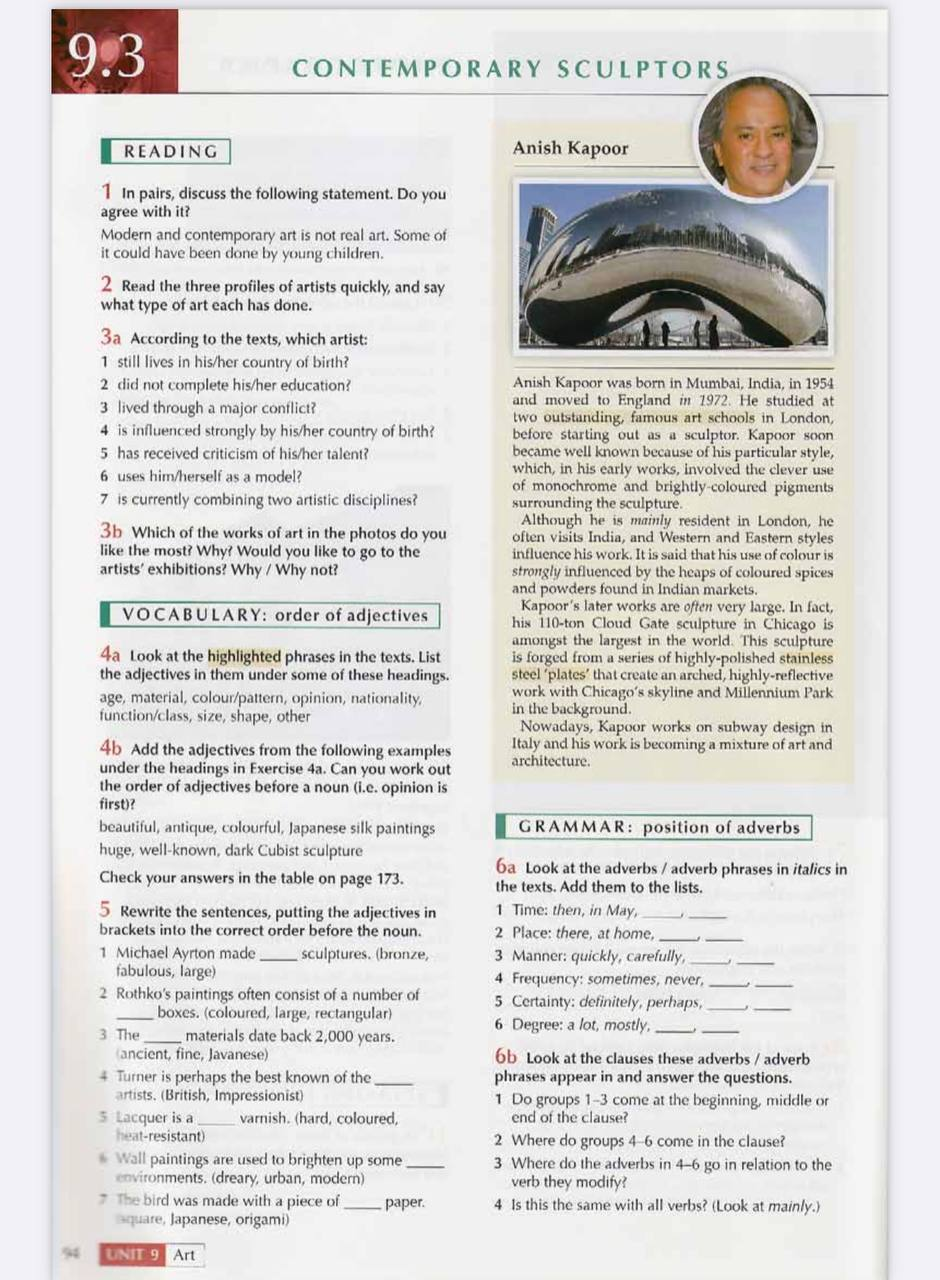 9.3
CONTEMPORARY SCULPTORS
READING
1 In pairs, discuss the following statement. Do you
agree with it?
Modern and contemporary art is not real art. Some of
it could have been done by young children.
2 Read the three profiles of artists quickly, and say
what type of art each has done.
3a According to the texts, which artist:
1 still lives in his/her country of birth?
2 did not complete his/her education?
3 lived through a major conflict?
4 is influenced strongly by his/her country of birth?
5 has received criticism of his/her talent?
6 uses him/herself as a model?
7 is currently combining two artistic disciplines?
3b Which of the works of art in the photos do you
like the most? Why? Would you like to go to the
artists' exhibitions? Why / Why not?
VOCABULARY: order of adjectives
4a Look at the highlighted phrases in the texts. List
the adjectives in them under some of these headings.
age, material, colour/pattern, opinion, nationality,
function/class, size, shape, other
4b Add the adjectives from the following examples
under the headings in Exercise 4a. Can you work out
the order of adjectives before a noun (i.e. opinion is
first)?
beautiful, antique, colourful, Japanese silk paintings
huge, well-known, dark Cubist sculpture
Check your answers in the table on page 173.
5 Rewrite the sentences, putting the adjectives in
brackets into the correct order before the noun.
1 Michael Ayrton made ____ sculptures. (bronze,
fabulous, large)
2 Rothko's paintings often consist of a number of
____ boxes. (coloured, large, rectangular)
3 The ____ materials date back 2,000 years.
(ancient, fine, Javanese)
4 Turner is perhaps the best known of the ____
artists. (British, Impressionist)
5 Lacquer is a ____ varnish. (hard, coloured,
heat-resistant)
6 Wall paintings are used to brighten up some ____
environments. (dreary, urban, modern)
7 The bird was made with a piece of ____ paper.
(square, Japanese, origami)
94 UNIT 9 Art
Anish Kapoor
Anish Kapoor was born in Mumbai, India, in 1954
and moved to England in 1972. He studied at
two outstanding, famous art schools in London,
before starting out as a sculptor. Kapoor soon
became well known because of his particular style,
which, in his early works, involved the clever use
of monochrome and brightly-coloured pigments
surrounding the sculpture.
Although he is mainly resident in London, he
often visits India, and Western and Eastern styles
influence his work. It is said that his use of colour is
strongly influenced by the heaps of coloured spices
and powders found in Indian markets.
Kapoor's later works are often very large. In fact,
his 110-ton Cloud Gate sculpture in Chicago is
amongst the largest in the world. This sculpture
is forged from a series of highly-polished stainless
steel 'plates' that create an arched, highly-reflective
work with Chicago's skyline and Millennium Park
in the background.
Nowadays, Kapoor works on subway design in
Italy and his work is becoming a mixture of art and
architecture.
GRAMMAR: position of adverbs
6a Look at the adverbs / adverb phrases in italics in
the texts. Add them to the lists.
1 Time: then, in May, ____, ____
2 Place: there, at home, ____, ____
3 Manner: quickly, carefully, ____, ____
4 Frequency: sometimes, never, ____, ____
5 Certainty: definitely, perhaps, ____, ____
6 Degree: a lot, mostly, ____, ____
6b Look at the clauses these adverbs / adverb
phrases appear in and answer the questions.
1 Do groups 1–3 come at the beginning, middle or
end of the clause?
2 Where do groups 4–6 come in the clause?
3 Where do the adverbs in 4–6 go in relation to the
verb they modify?
4 Is this the same with all verbs? (Look at mainly.)